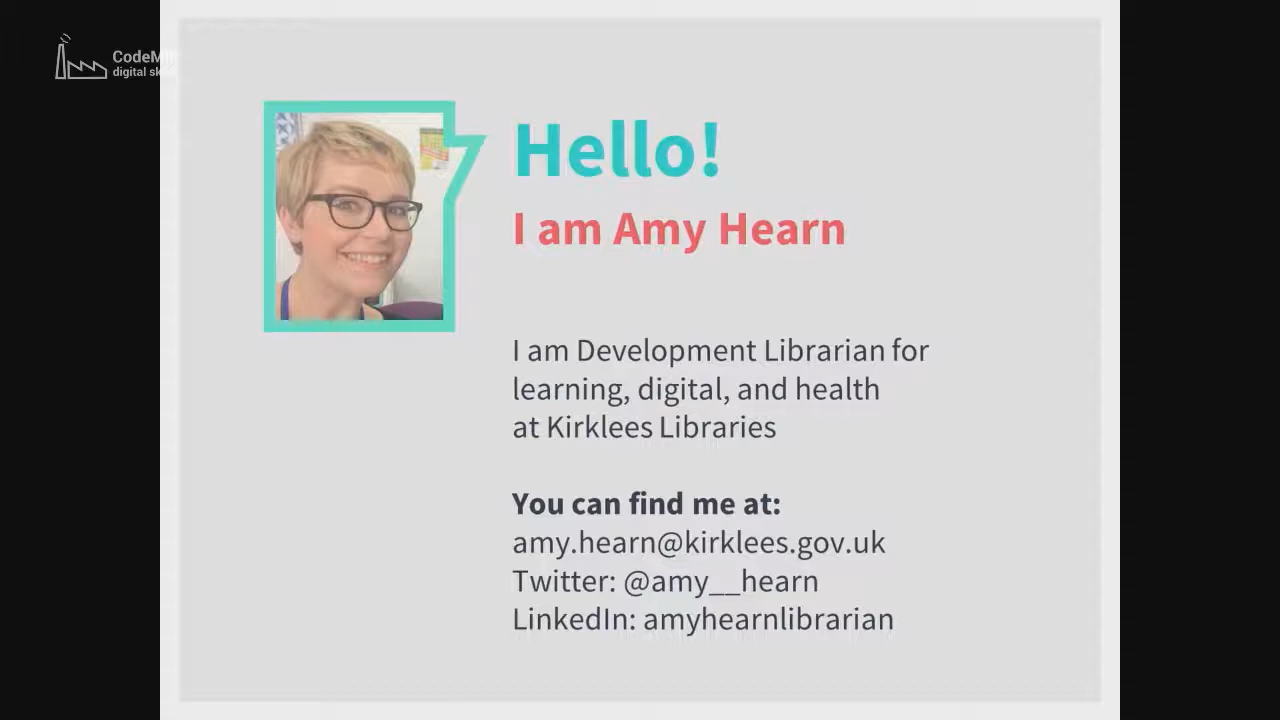 CodeMi
digital sk
Hello!
I am Amy Hearn
I am Development Librarian for
learning, digital, and health
at Kirklees Libraries
You can find me at:
amy.hearn@kirklees.gov.uk
Twitter: @amy__hearn
LinkedIn: amyhearnlibrarian